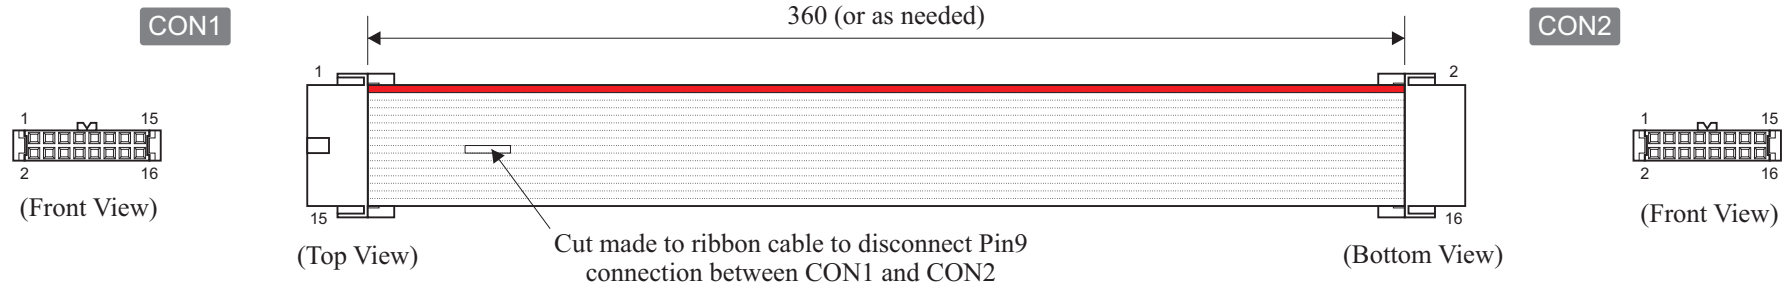 CON1
360 (or as needed)
CON2
1
2
1 15
2 16
(Front View)
1 15
2 16
(Front View)
15
16
(Top View)
Cut made to ribbon cable to disconnect Pin9
connection between CON1 and CON2
(Bottom View)